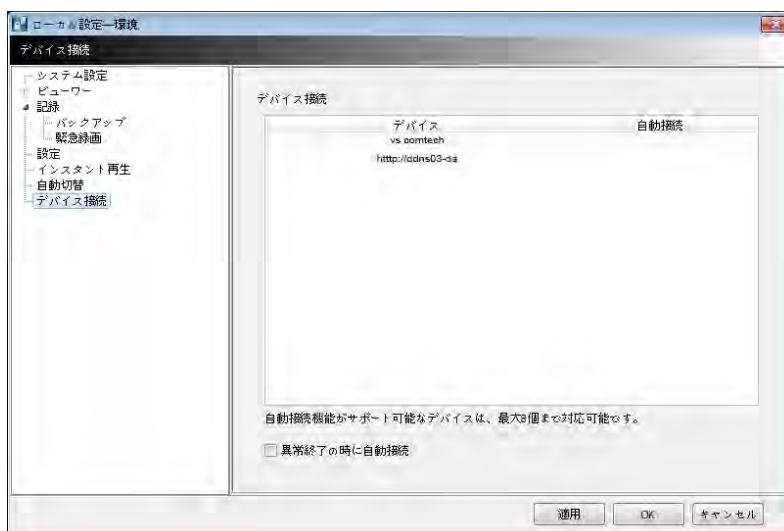 ローカル設定ー環境
デバイス接続
システム設定
ビューワー
記録
バックアップ
緊急録画
設定
インスタント再生
自動切替
デバイス接続
デバイス接続
デバイス 自動接続
vs comtech
htttp://ddns03-da
自動接続機能がサポート可能なデバイスは、最大8個まで対応可能です。
異常終了の時に自動接続
適用 OK キャンセル